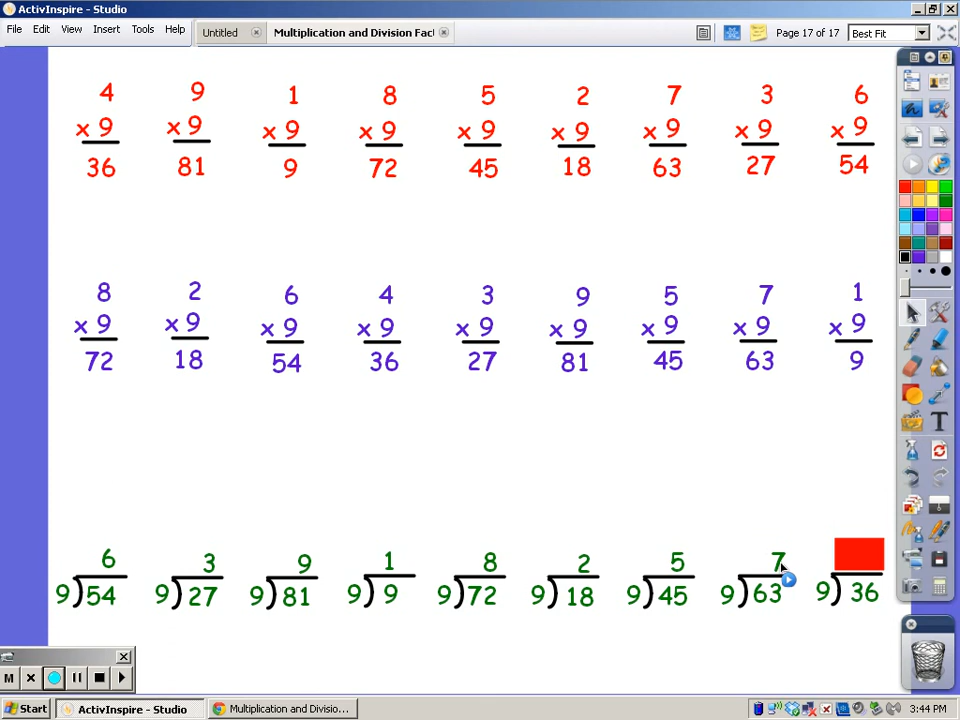 ActivInspire - Studio
File Edit View Insert Tools Help Untitled Multiplication and Division Fact Page 17 of 17 Best Fit
4 9 1 8 5 2 7 3 6
x 9 x 9 x 9 x 9 x 9 x 9 x 9 x 9 x 9
36 81 9 72 45 18 63 27 54
8 2 6 4 3 9 5 7 1
x 9 x 9 x 9 x 9 x 9 x 9 x 9 x 9 x 9
72 18 54 36 27 81 45 63 9
6 3 9 1 8 2 5 7
9)54 9)27 9)81 9)9 9)72 9)18 9)45 9)63 9)36
M
Start ActivInspire - Studio Multiplication and Divisio... 3:44 PM